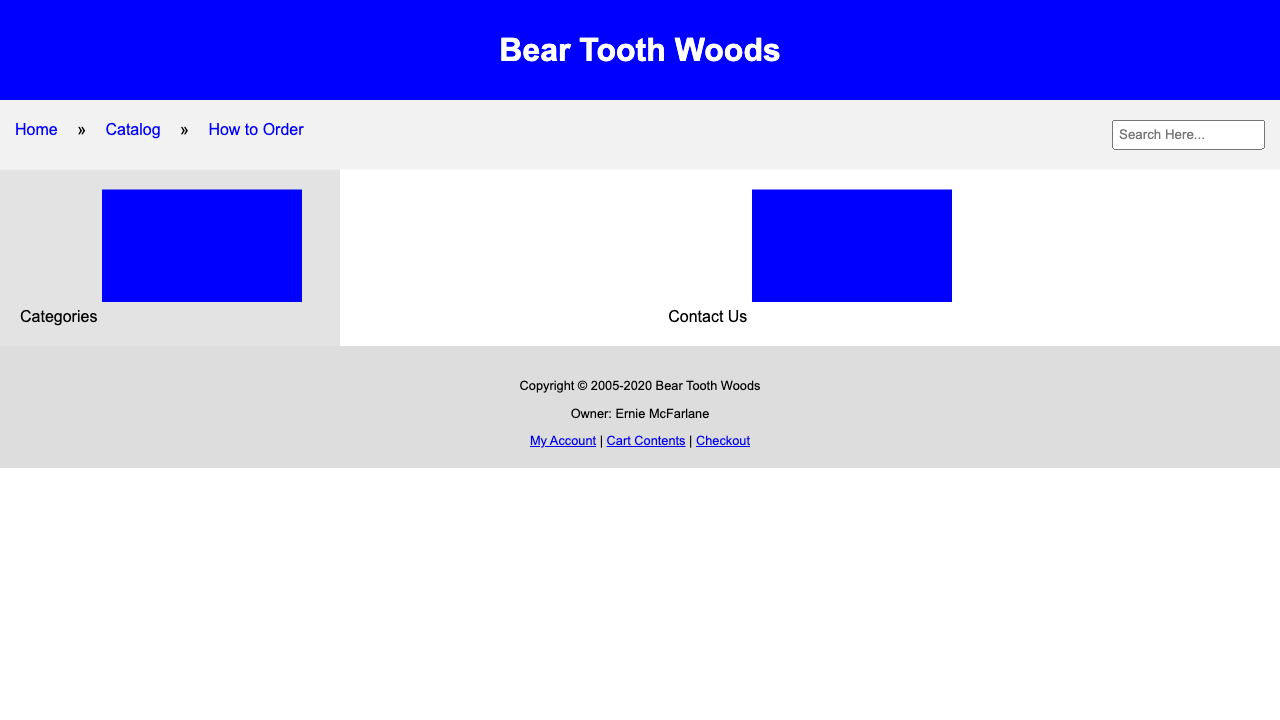 Bear Tooth Woods
Home » Catalog » How to Order
Search Here...
Categories
Contact Us
Copyright © 2005-2020 Bear Tooth Woods
Owner: Ernie McFarlane
My Account | Cart Contents | Checkout